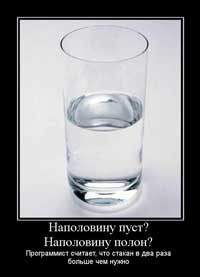 Наполовину пуст?
Наполовину полон?
Программист считает, что стакан в два раза
больше чем нужно